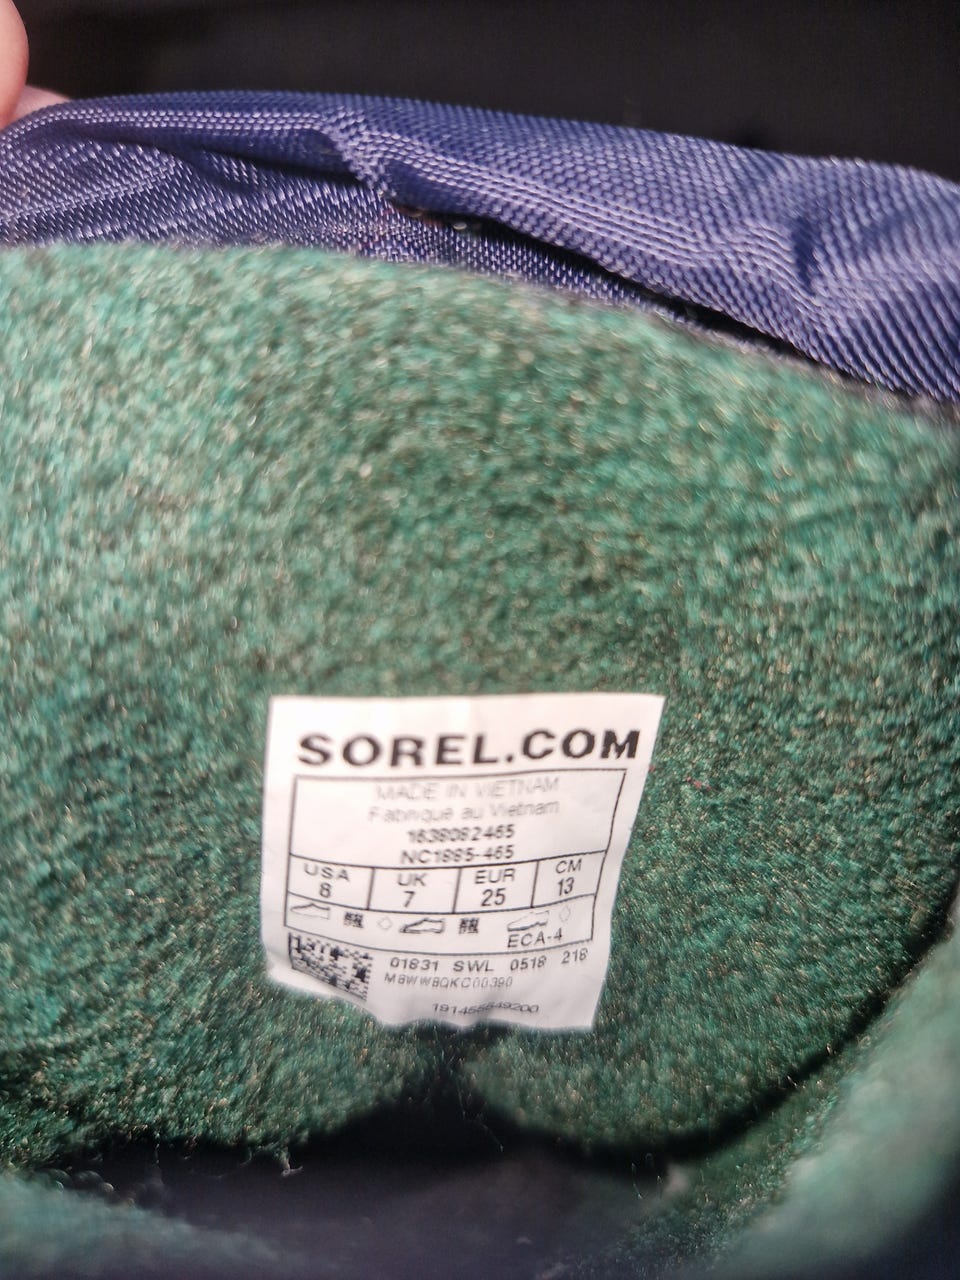 SOREL.COM
MADE IN VIETNAM
Fabriqué au Vietnam
1638082465
NC1885-465
USA UK EUR CM
8 7 25 13
ECA-4
01831 SWL 0518 218